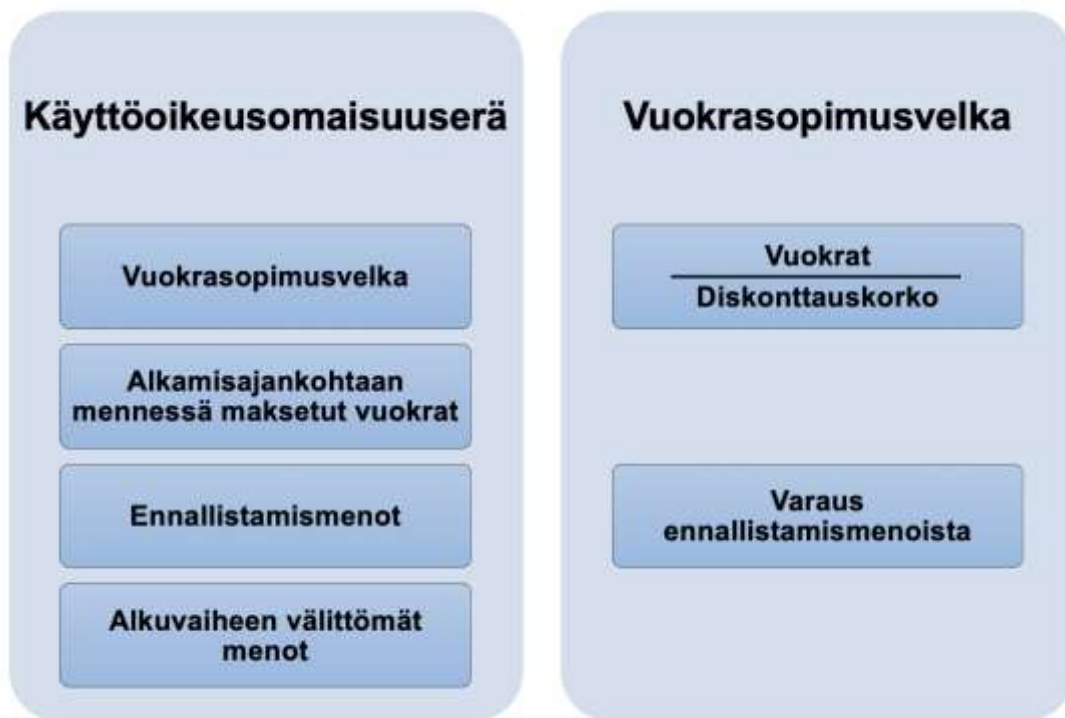 Käyttöoikeusomaisuuserä
Vuokrasopimusvelka
Alkamisajankohtaan
mennessä maksetut vuokrat
Ennallistamismenot
Alkuvaiheen välittömät
menot
Vuokrasopimusvelka
Vuokrat
Diskonttauskorko
Varaus
ennallistamismenoista